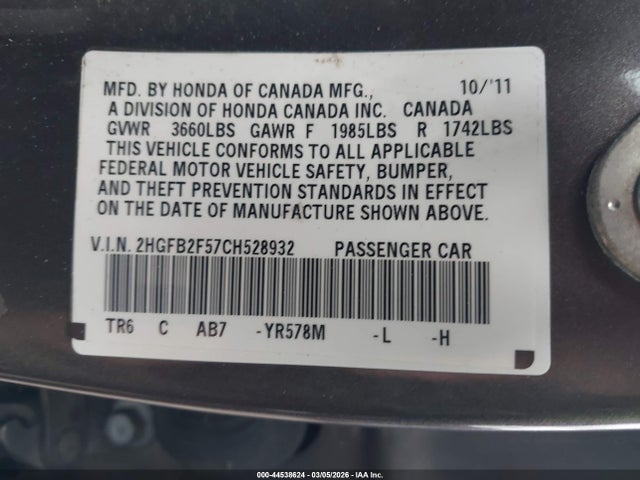 MFD. BY HONDA OF CANADA MFG., 10/'11
A DIVISION OF HONDA CANADA INC. CANADA
GVWR 3660LBS GAWR F 1985LBS R 1742LBS
THIS VEHICLE CONFORMS TO ALL APPLICABLE
FEDERAL MOTOR VEHICLE SAFETY, BUMPER,
AND THEFT PREVENTION STANDARDS IN EFFECT
ON THE DATE OF MANUFACTURE SHOWN ABOVE.
V.I.N. 2HGFB2F57CH528932 PASSENGER CAR
TR6 C AB7 -YR578M -L -H
000-44538624 | 03/05/2026 | IAA Inc.